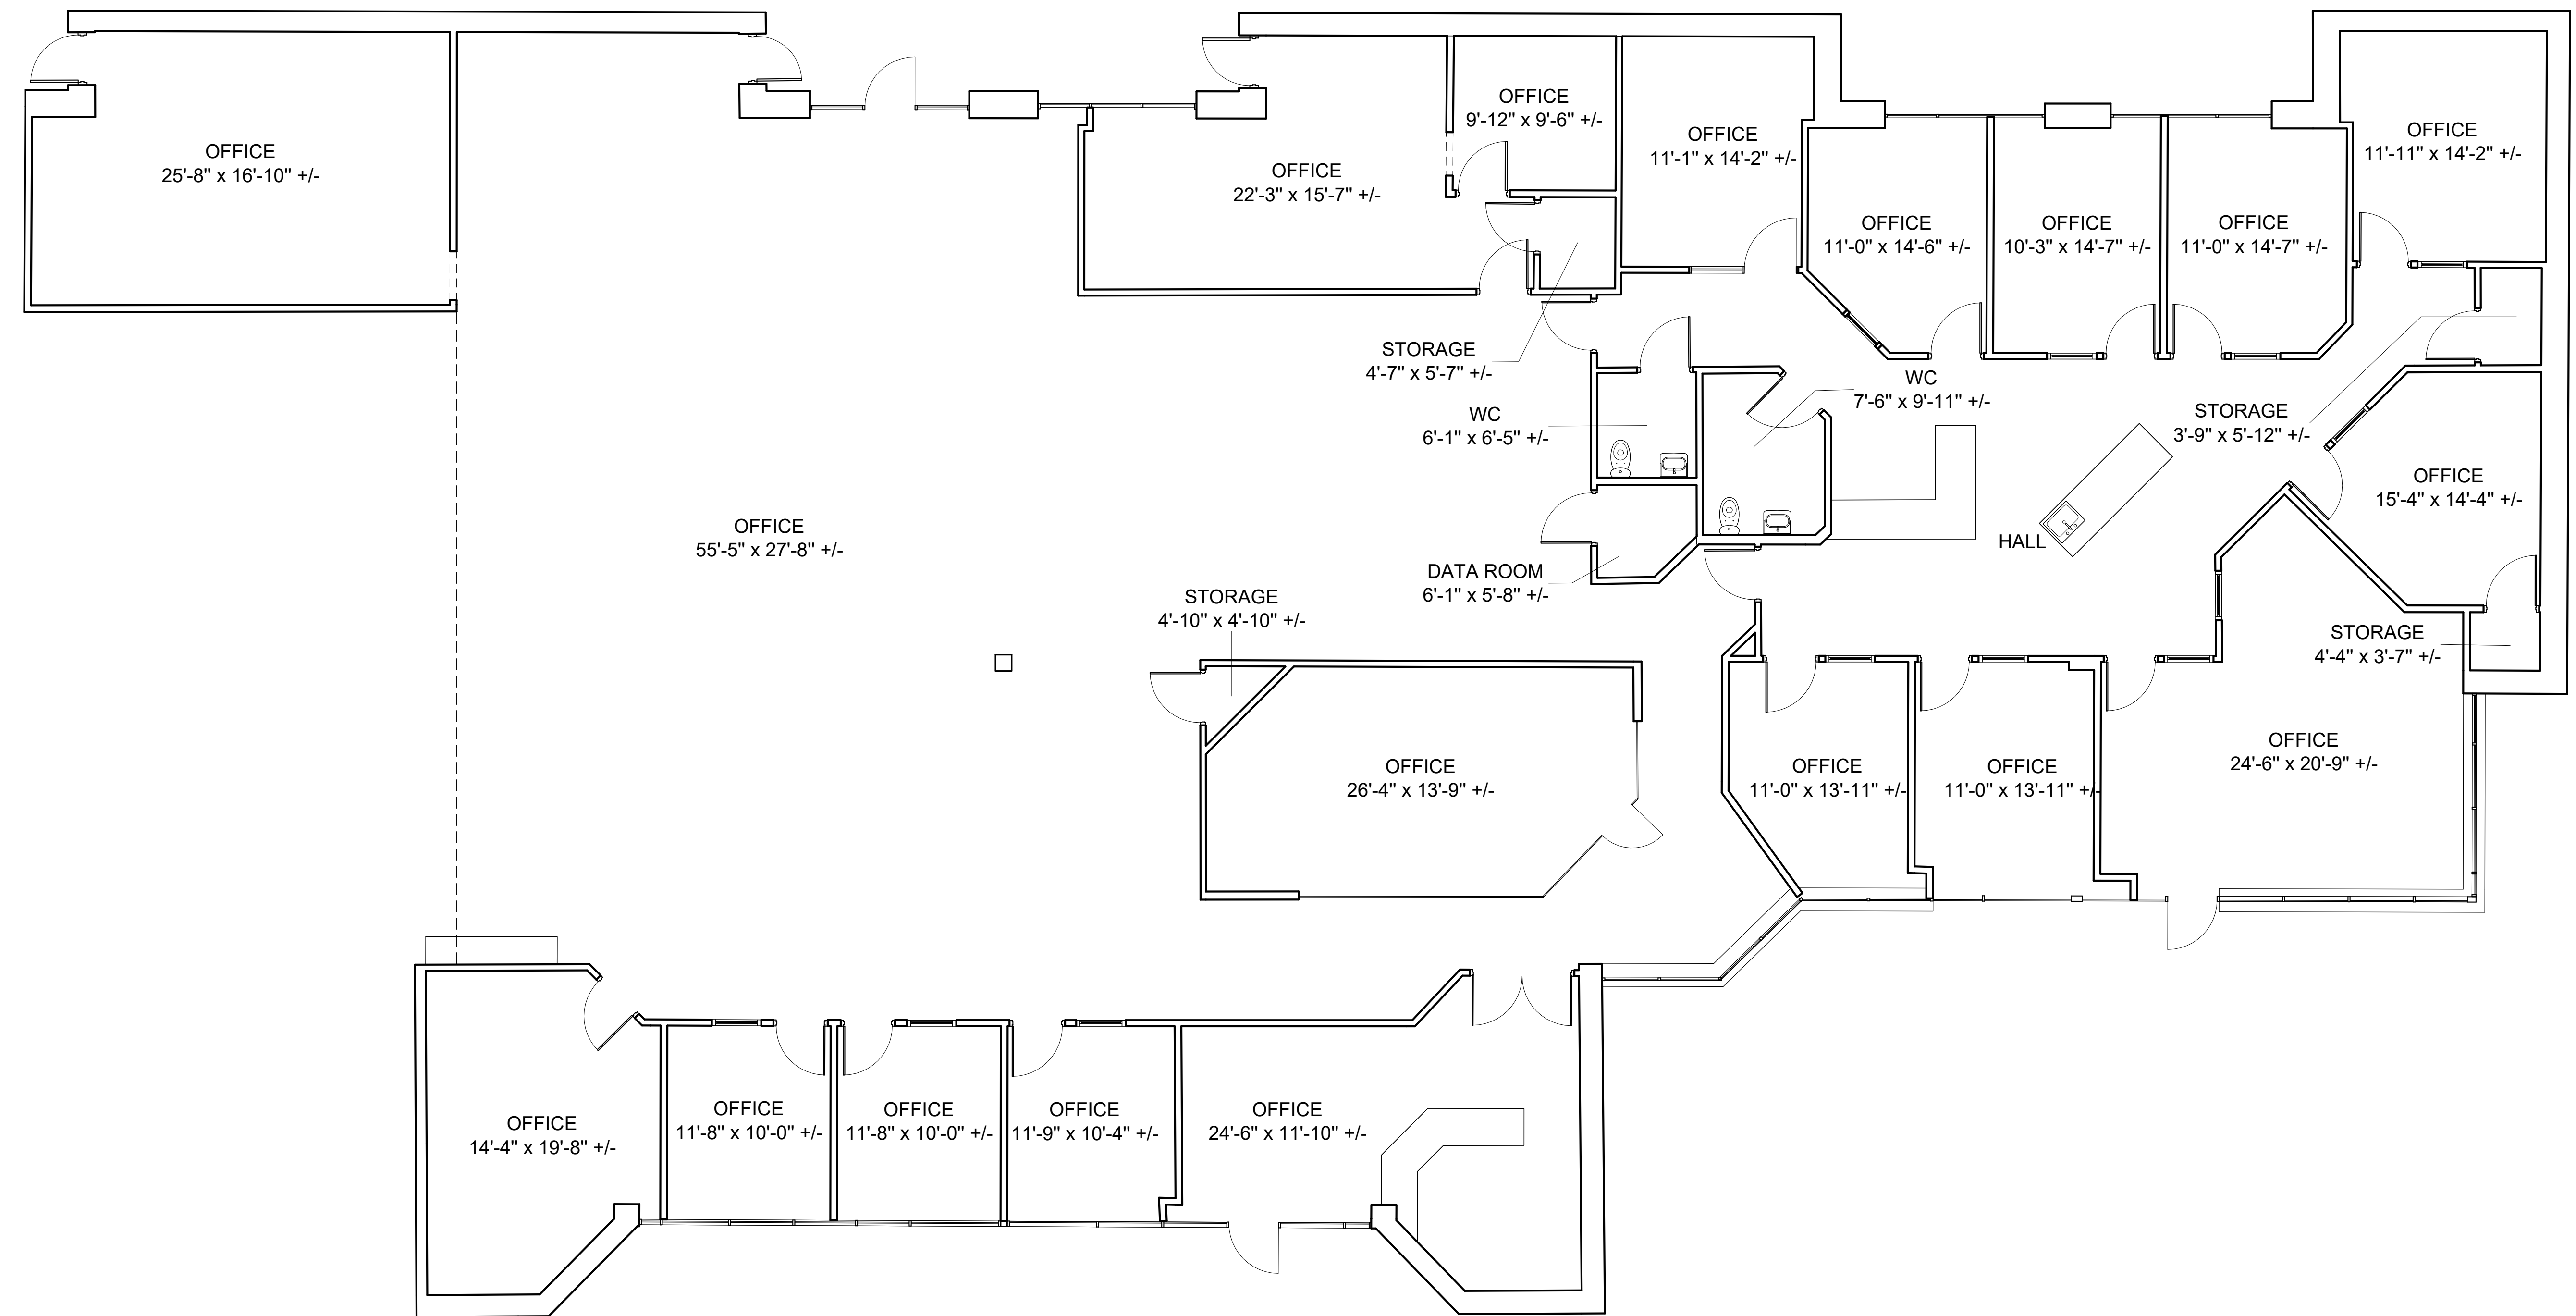 OFFICE
9'-12" x 9'-6" +/-
OFFICE
11'-1" x 14'-2" +/-
OFFICE
11'-11" x 14'-2" +/-
OFFICE
25'-8" x 16'-10" +/-
OFFICE
22'-3" x 15'-7" +/-
OFFICE
11'-0" x 14'-6" +/-
OFFICE
10'-3" x 14'-7" +/-
OFFICE
11'-0" x 14'-7" +/-
STORAGE
4'-7" x 5'-7" +/-
WC
7'-6" x 9'-11" +/-
WC
6'-1" x 6'-5" +/-
STORAGE
3'-9" x 5'-12" +/-
OFFICE
15'-4" x 14'-4" +/-
OFFICE
55'-5" x 27'-8" +/-
HALL
DATA ROOM
6'-1" x 5'-8" +/-
STORAGE
4'-10" x 4'-10" +/-
STORAGE
4'-4" x 3'-7" +/-
OFFICE
24'-6" x 20'-9" +/-
OFFICE
26'-4" x 13'-9" +/-
OFFICE
11'-0" x 13'-11" +/-
OFFICE
11'-0" x 13'-11" +/-
OFFICE
14'-4" x 19'-8" +/-
OFFICE
11'-8" x 10'-0" +/-
OFFICE
11'-8" x 10'-0" +/-
OFFICE
11'-9" x 10'-4" +/-
OFFICE
24'-6" x 11'-10" +/-